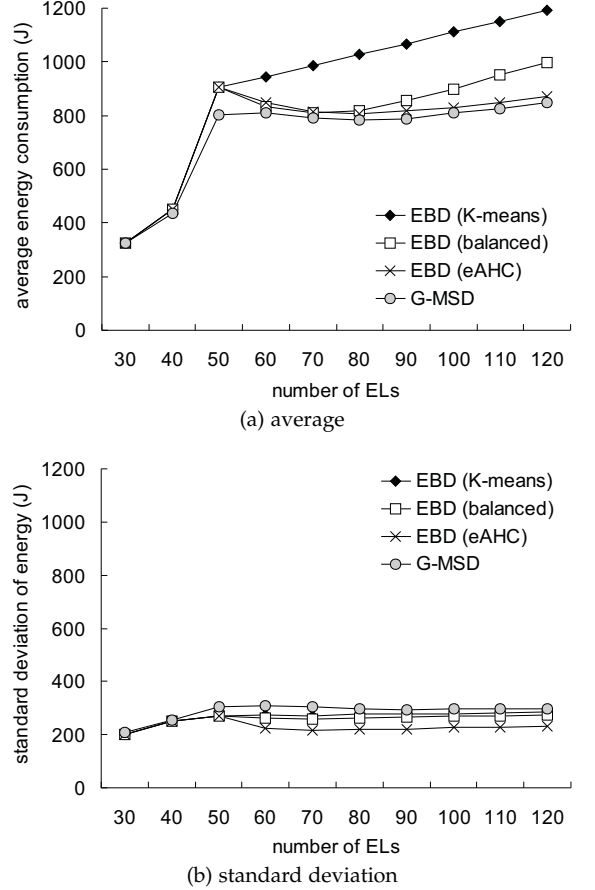 1200
1000
800
600
400
200
0
average energy consumption (J)
EBD (K-means)
EBD (balanced)
EBD (eAHC)
G-MSD
30 40 50 60 70 80 90 100 110 120
number of ELs
(a) average
1200
1000
800
600
400
200
0
standard deviation of energy (J)
EBD (K-means)
EBD (balanced)
EBD (eAHC)
G-MSD
30 40 50 60 70 80 90 100 110 120
number of ELs
(b) standard deviation